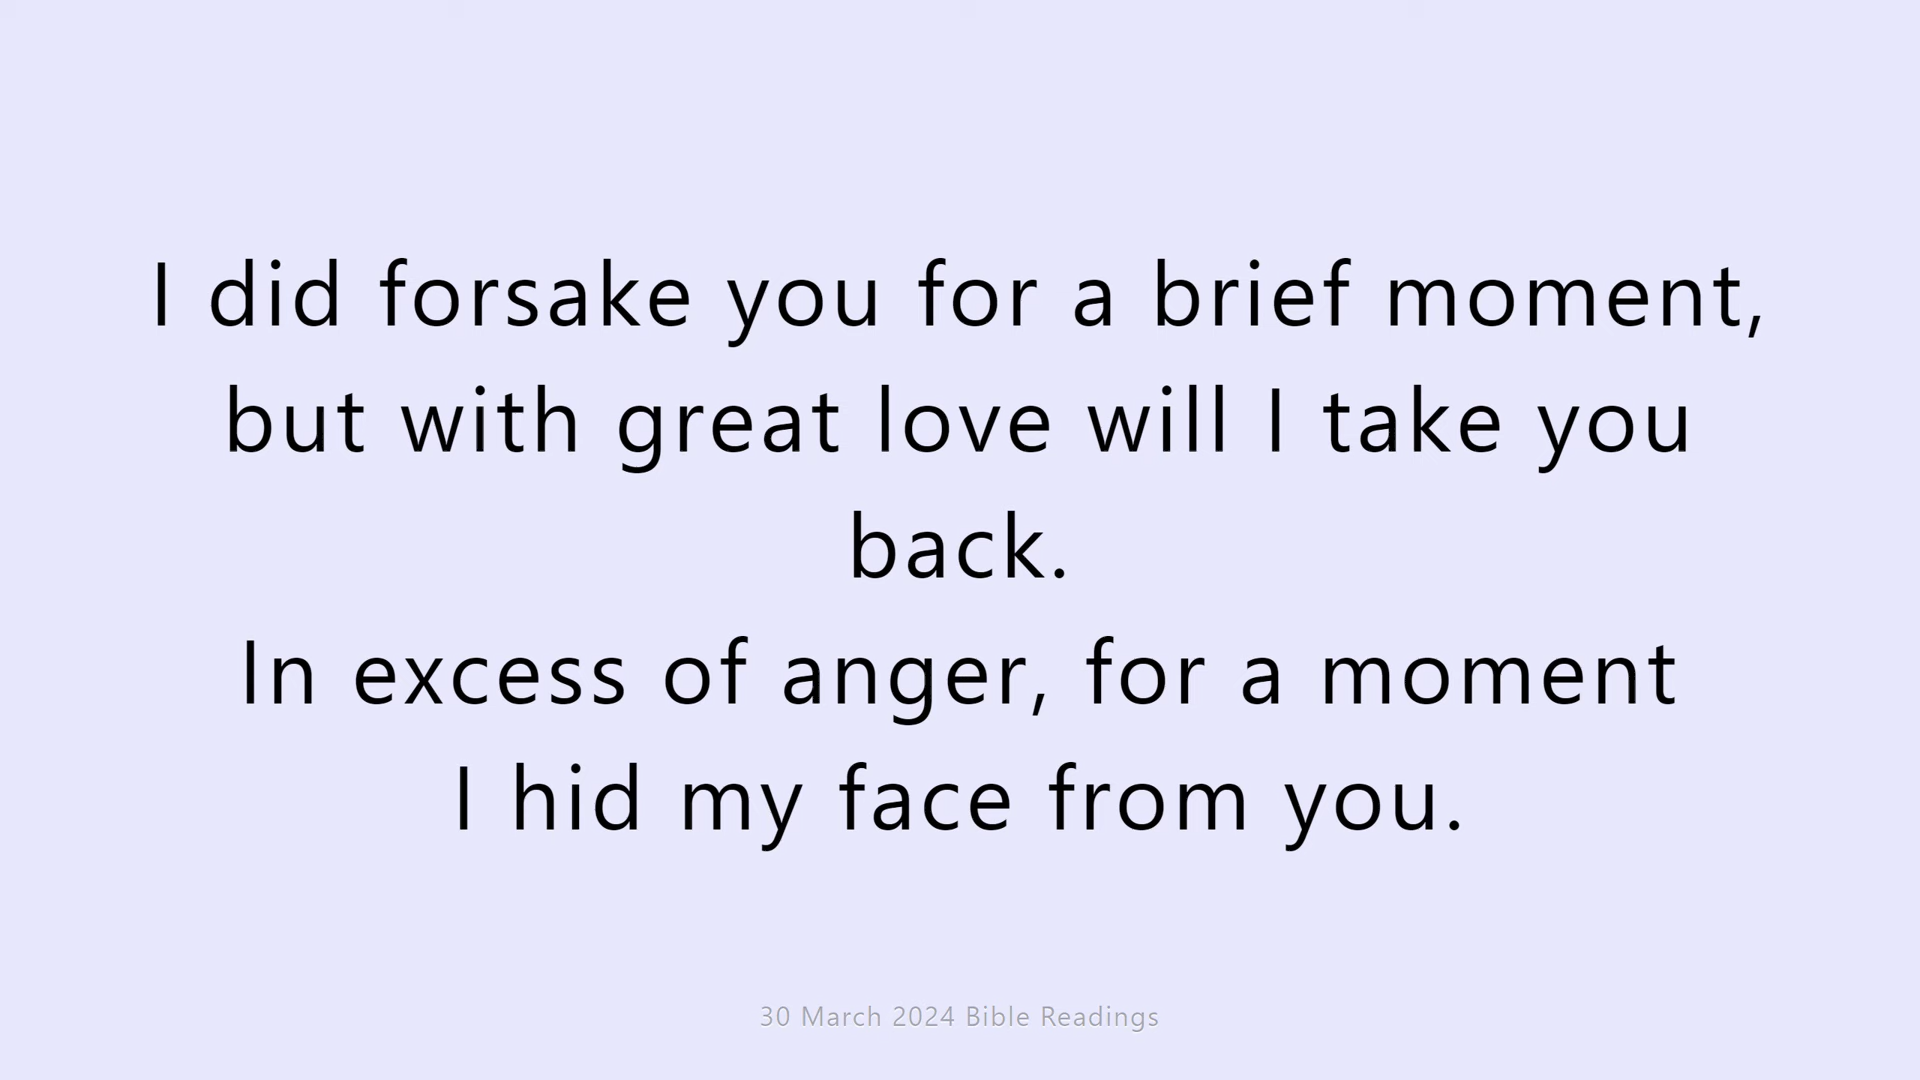 I did forsake you for a brief moment,
but with great love will I take you
back.
In excess of anger, for a moment
I hid my face from you.
30 March 2024 Bible Readings